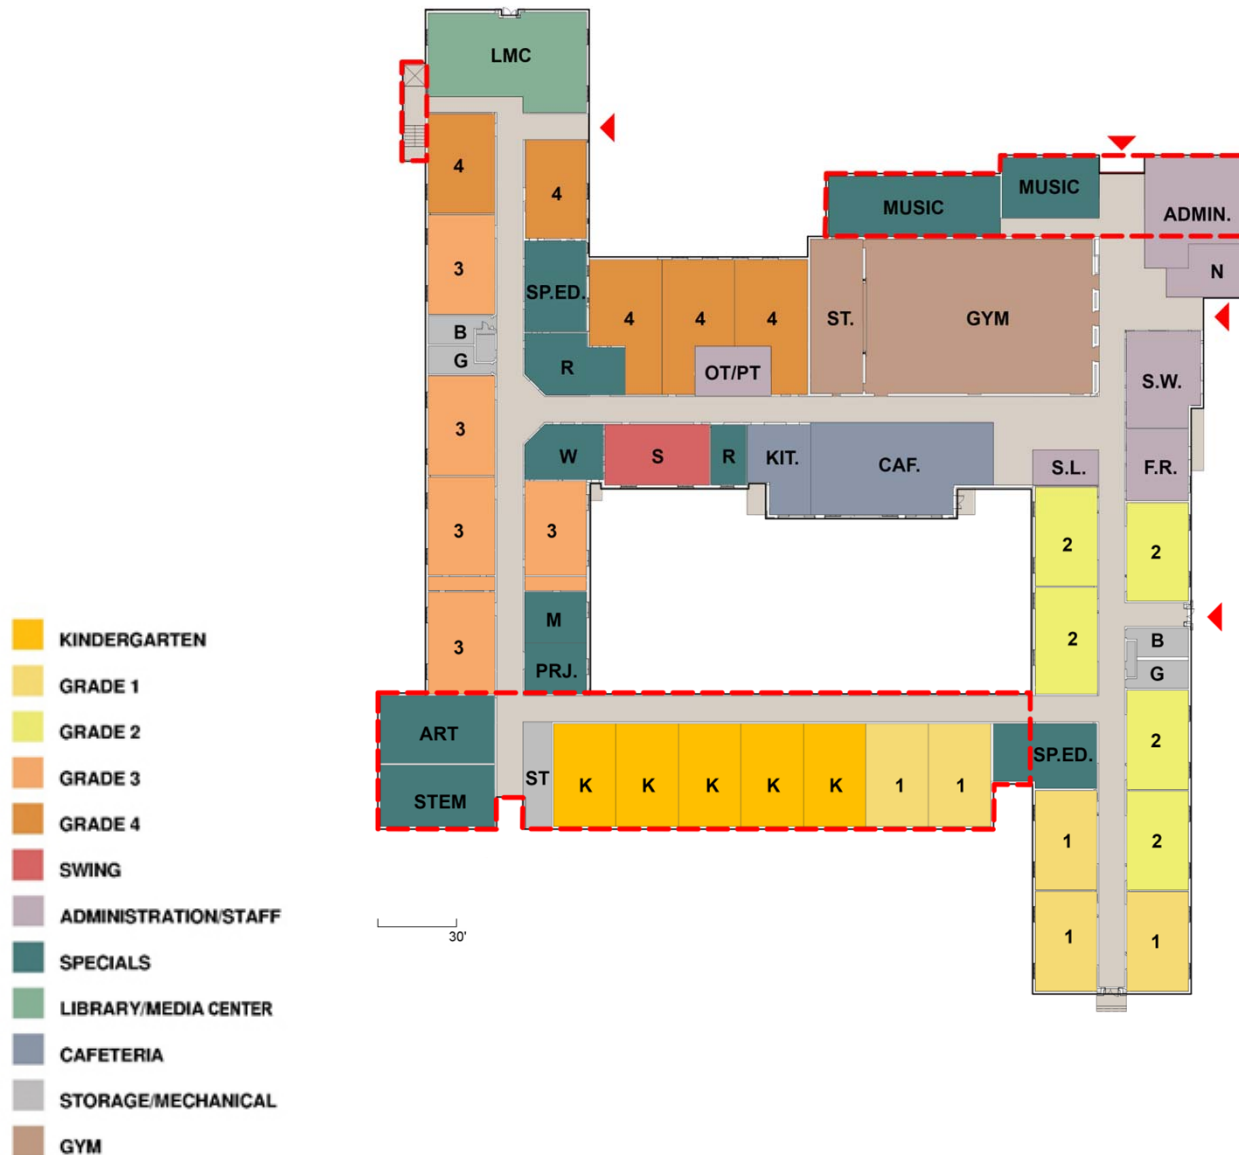 LMC
4
4
MUSIC
MUSIC
ADMIN.
3
SP.ED.
N
4
4
4
ST.
GYM
B
G
R
OT/PT
S.W.
3
W
S
R
KIT.
CAF.
S.L.
F.R.
3
3
2
2
3
M
PRJ.
2
B
G
ART
STEM
ST
K
K
K
K
K
1
1
SP.ED.
2
1
2
1
1
30'
KINDERGARTEN
GRADE 1
GRADE 2
GRADE 3
GRADE 4
SWING
ADMINISTRATION/STAFF
SPECIALS
LIBRARY/MEDIA CENTER
CAFETERIA
STORAGE/MECHANICAL
GYM